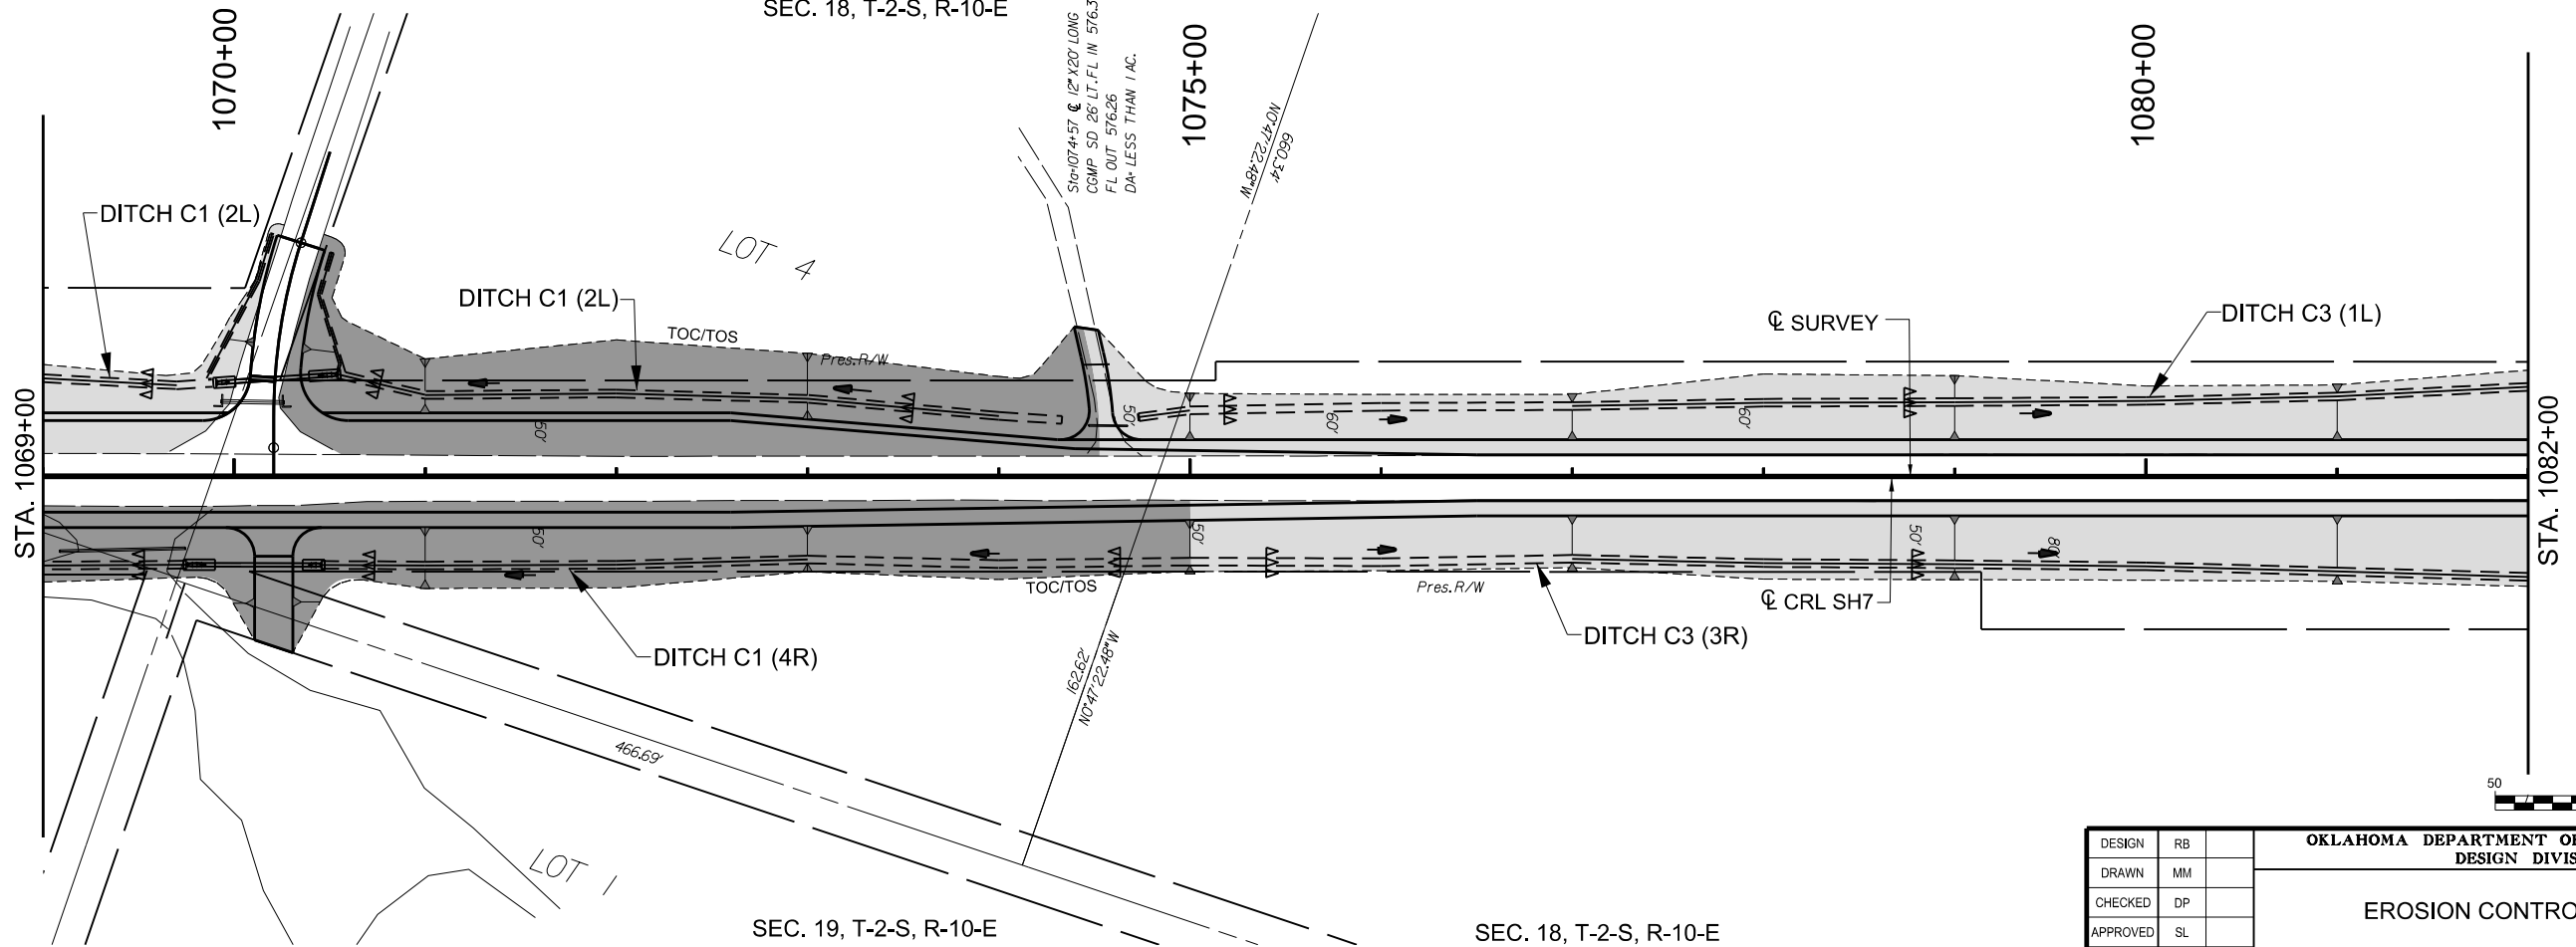 SEC. 18, T-2-S, R-10-E
1070+00
Sta=1074+57 ℄ 12" X20' LONG
CGMP SD 26' LT.FL IN 576.3
FL OUT 576.26
DA= LESS THAN 1 AC.
1075+00
N0°47'22.48"W
660.34'
1080+00
DITCH C1 (2L)
LOT 4
DITCH C1 (2L)
TOC/TOS
Pres.R/W
℄ SURVEY
DITCH C3 (1L)
STA. 1069+00
50'
50'
60'
60'
STA. 1082+00
50'
50'
50'
80'
TOC/TOS
Pres.R/W
℄ CRL SH7
DITCH C1 (4R)
DITCH C3 (3R)
162.62'
N0°47'22.48"W
466.69'
LOT 1
50
SEC. 19, T-2-S, R-10-E
SEC. 18, T-2-S, R-10-E
DESIGN RB
DRAWN MM
CHECKED DP
APPROVED SL
OKLAHOMA DEPARTMENT OF
DESIGN DIVIS
EROSION CONTRO